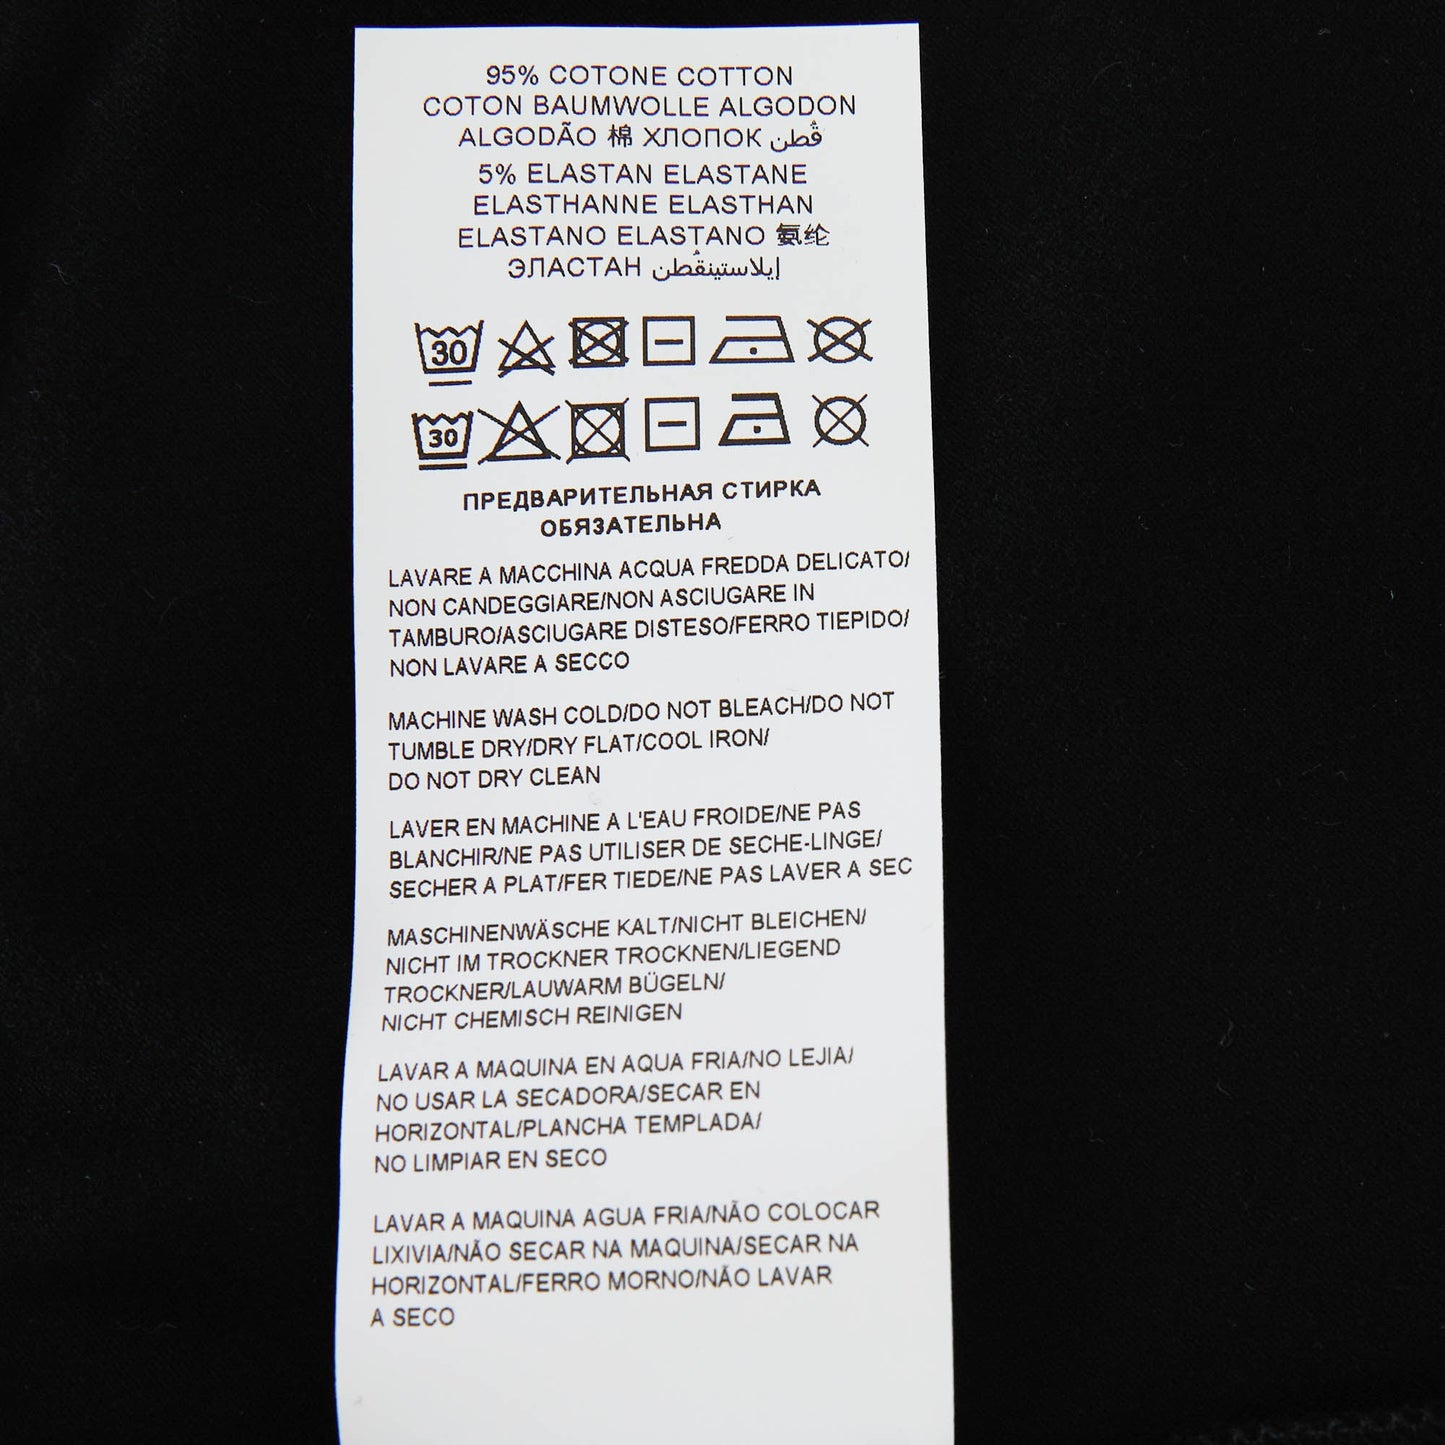 95% COTONE COTTON
COTON BAUMWOLLE ALGODON
ALGODÃO 棉 ХЛОПОК قُطن
5% ELASTAN ELASTANE
ELASTHANNE ELASTHAN
ELASTANO ELASTANO 氨纶
ЭЛАСТАН إيلاستينقُطن
30
30
ПРЕДВАРИТЕЛЬНАЯ СТИРКА
ОБЯЗАТЕЛЬНА
LAVARE A MACCHINA ACQUA FREDDA DELICATO/
NON CANDEGGIARE/NON ASCIUGARE IN
TAMBURO/ASCIUGARE DISTESO/FERRO TIEPIDO/
NON LAVARE A SECCO
MACHINE WASH COLD/DO NOT BLEACH/DO NOT
TUMBLE DRY/DRY FLAT/COOL IRON/
DO NOT DRY CLEAN
LAVER EN MACHINE A L'EAU FROIDE/NE PAS
BLANCHIR/NE PAS UTILISER DE SECHE-LINGE/
SECHER A PLAT/FER TIEDE/NE PAS LAVER A SEC
MASCHINENWÄSCHE KALT/NICHT BLEICHEN/
NICHT IM TROCKNER TROCKNEN/LIEGEND
TROCKNER/LAUWARM BÜGELN/
NICHT CHEMISCH REINIGEN
LAVAR A MAQUINA EN AQUA FRIA/NO LEJIA/
NO USAR LA SECADORA/SECAR EN
HORIZONTAL/PLANCHA TEMPLADA/
NO LIMPIAR EN SECO
LAVAR A MAQUINA AGUA FRIA/NÃO COLOCAR
LIXIVIA/NÃO SECAR NA MAQUINA/SECAR NA
HORIZONTAL/FERRO MORNO/NÃO LAVAR
A SECO